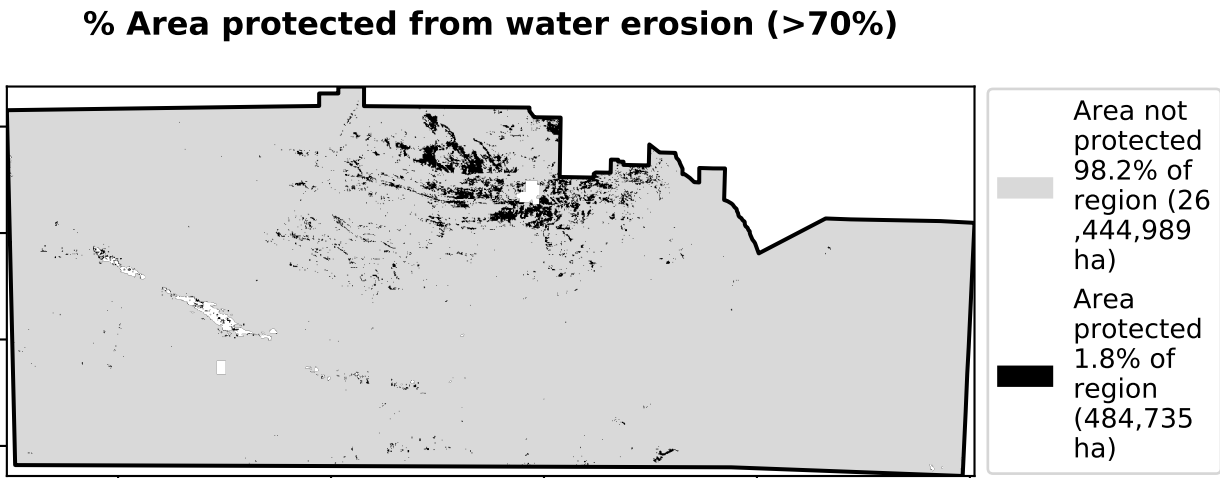 % Area protected from water erosion (>70%)
Area not
protected
98.2% of
region (26
,444,989
ha)
Area
protected
1.8% of
region
(484,735
ha)